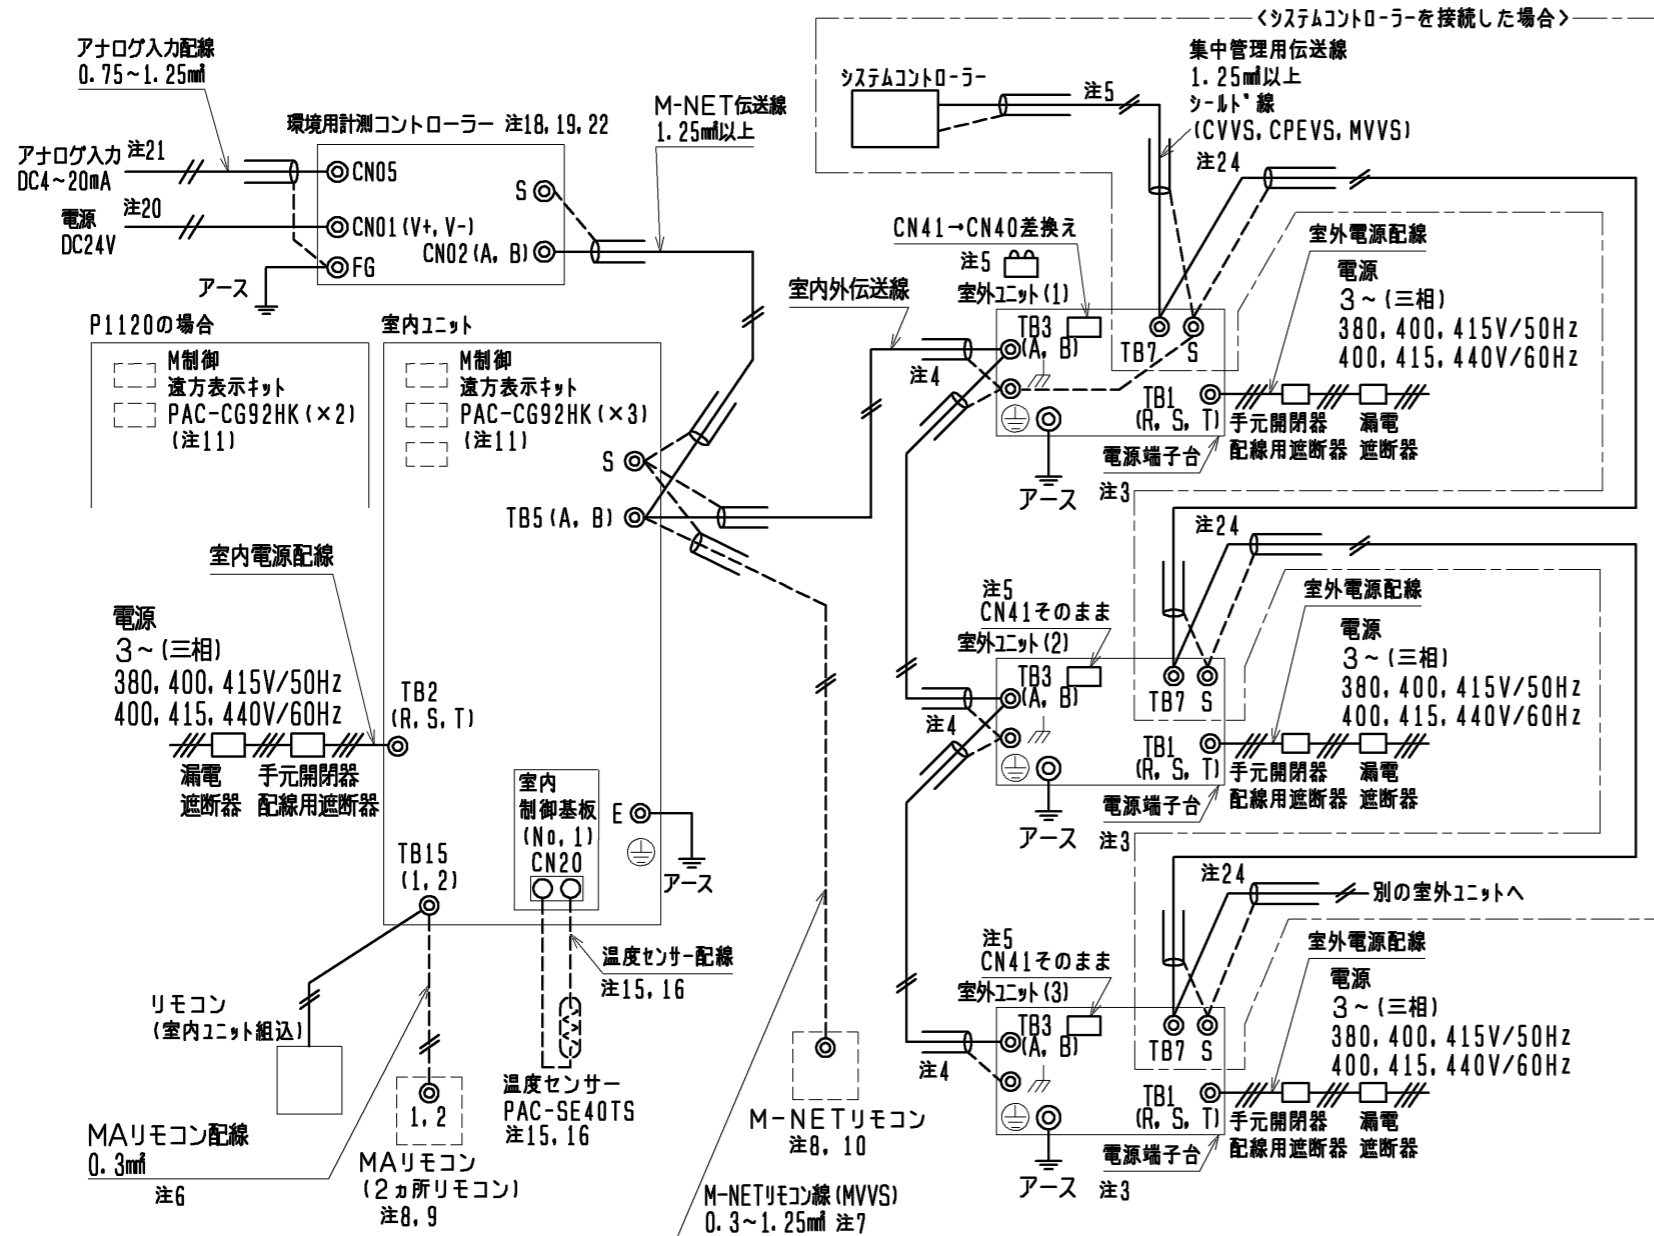 <システムコントローラーを接続した場合>
アナログ入力配線
0.75~1.25㎟
環境用計測コントローラー 注18,19,22
アナログ入力 注21
DC4~20mA
電源 注20
DC24V
CN05
CN01(V+, V-)
FG
S
CN02(A, B)
アース
M-NET伝送線
1.25㎟以上
システムコントローラー
注5
集中管理用伝送線
1.25㎟以上
シールド線
(CVVS, CPEVS, MVVS)
注24
P1120の場合
M制御
遠方表示キット
PAC-CG92HK(×2)
(注11)
室内ユニット
M制御
遠方表示キット
PAC-CG92HK(×3)
(注11)
S
TB5(A, B)
室内外伝送線
CN41→CN40差換え
注5
室外ユニット(1)
TB3
(A, B)
TB7 S
TB1
(R, S, T)
注4
アース
電源端子台
注3
室外電源配線
電源
3~(三相)
380, 400, 415V/50Hz
400, 415, 440V/60Hz
手元開閉器
配線用遮断器
漏電
遮断器
注24
室内電源配線
電源
3~(三相)
380, 400, 415V/50Hz
400, 415, 440V/60Hz
漏電
遮断器
手元開閉器
配線用遮断器
TB2
(R, S, T)
注5
CN41そのまま
室外ユニット(2)
TB3
(A, B)
TB7 S
TB1
(R, S, T)
注4
アース
電源端子台
注3
室外電源配線
電源
3~(三相)
380, 400, 415V/50Hz
400, 415, 440V/60Hz
手元開閉器
配線用遮断器
漏電
遮断器
注24
別の室外ユニットへ
室内
制御基板
(No, 1)
CN20
E
アース
TB15
(1, 2)
温度センサー配線
注15, 16
リモコン
(室内ユニット組込)
MAリモコン配線
0.3㎟
注6
1, 2
MAリモコン
(2ヵ所リモコン)
注8, 9
温度センサー
PAC-SE40TS
注15, 16
M-NETリモコン
注8, 10
M-NETリモコン線(MVVS)
0.3~1.25㎟ 注7
注5
CN41そのまま
室外ユニット(3)
TB3
(A, B)
TB7 S
TB1
(R, S, T)
注4
アース
電源端子台
注3
室外電源配線
電源
3~(三相)
380, 400, 415V/50Hz
400, 415, 440V/60Hz
手元開閉器
配線用遮断器
漏電
遮断器